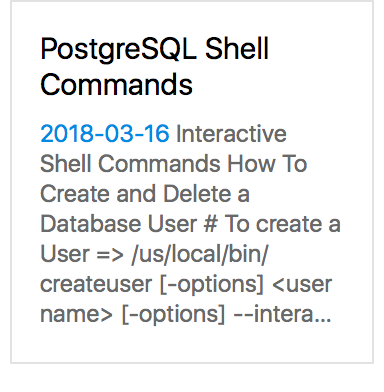 PostgreSQL Shell
Commands
2018-03-16 Interactive
Shell Commands How To
Create and Delete a
Database User # To create a
User => /us/local/bin/
createuser [-options] <user
name> [-options] --intera...